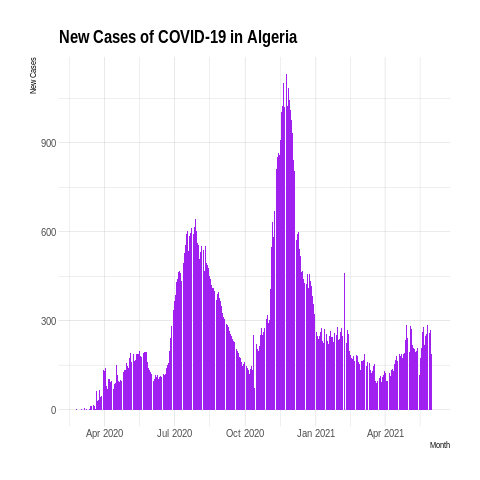 New Cases of COVID-19 in Algeria
New Cases
900
600
300
0
Apr 2020 Jul 2020 Oct 2020 Jan 2021 Apr 2021
Month